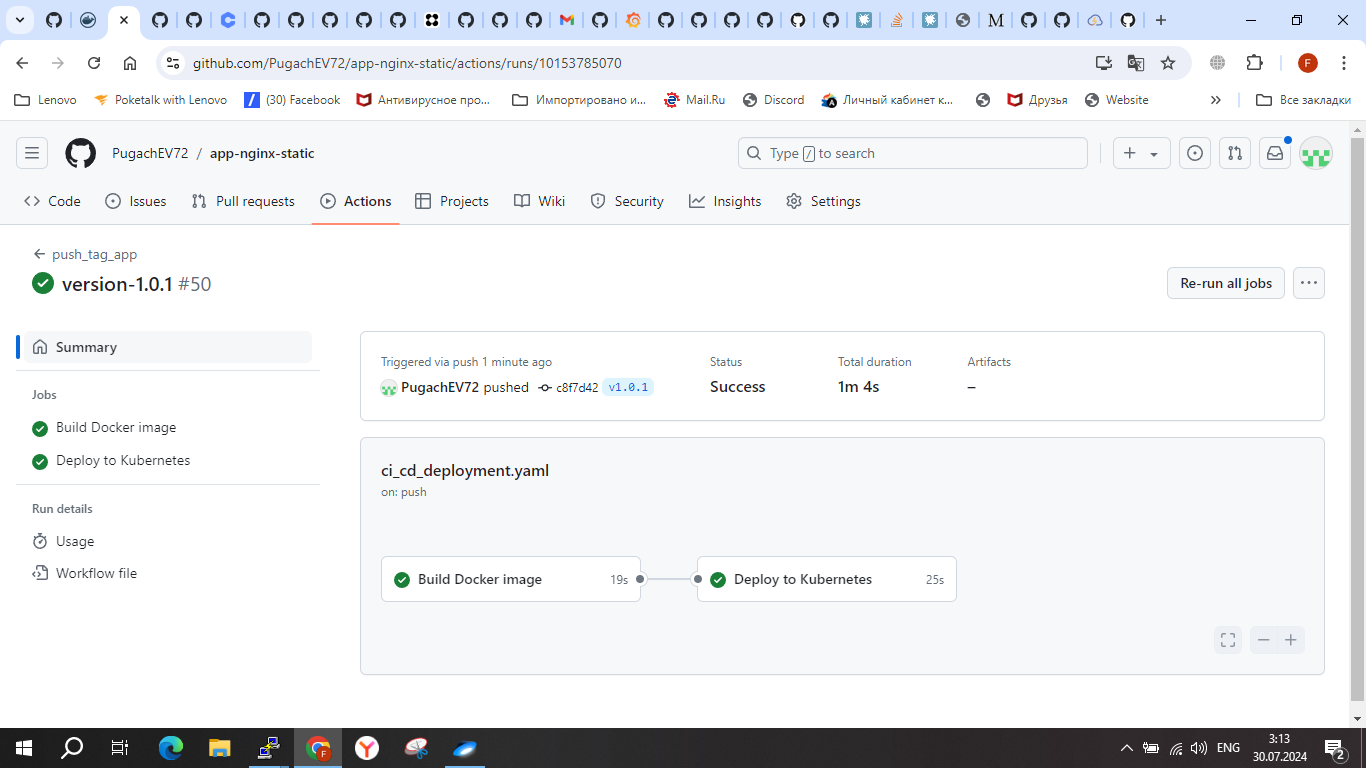 github.com/PugachEV72/app-nginx-static/actions/runs/10153785070
F
Lenovo
Poketalk with Lenovo
(30) Facebook
Антивирусное про...
Импортировано и...
Mail.Ru
Discord
Личный кабинет к...
Друзья
Website
Все закладки
PugachEV72 / app-nginx-static
Type / to search
Code
Issues
Pull requests
Actions
Projects
Wiki
Security
Insights
Settings
push_tag_app
version-1.0.1 #50
Re-run all jobs
Summary
Jobs
Build Docker image
Deploy to Kubernetes
Run details
Usage
Workflow file
Triggered via push 1 minute ago
PugachEV72 pushed c8f7d42 v1.0.1
Status
Success
Total duration
1m 4s
Artifacts
–
ci_cd_deployment.yaml
on: push
Build Docker image 19s
Deploy to Kubernetes 25s
ENG
3:13
30.07.2024
2